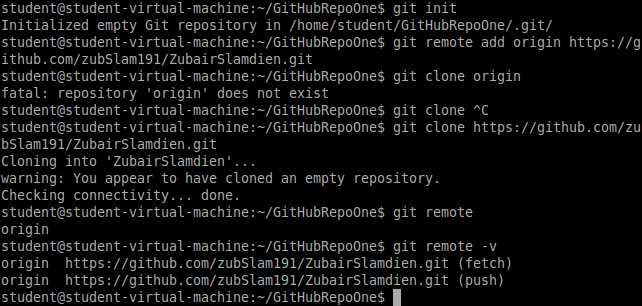 student@student-virtual-machine:~/GitHubRepoOne$ git init
Initialized empty Git repository in /home/student/GitHubRepoOne/.git/
student@student-virtual-machine:~/GitHubRepoOne$ git remote add origin https://g
ithub.com/zubSlam191/ZubairSlamdien.git
student@student-virtual-machine:~/GitHubRepoOne$ git clone origin
fatal: repository 'origin' does not exist
student@student-virtual-machine:~/GitHubRepoOne$ git clone ^C
student@student-virtual-machine:~/GitHubRepoOne$ git clone https://github.com/zu
bSlam191/ZubairSlamdien.git
Cloning into 'ZubairSlamdien'...
warning: You appear to have cloned an empty repository.
Checking connectivity... done.
student@student-virtual-machine:~/GitHubRepoOne$ git remote
origin
student@student-virtual-machine:~/GitHubRepoOne$ git remote -v
origin  https://github.com/zubSlam191/ZubairSlamdien.git (fetch)
origin  https://github.com/zubSlam191/ZubairSlamdien.git (push)
student@student-virtual-machine:~/GitHubRepoOne$